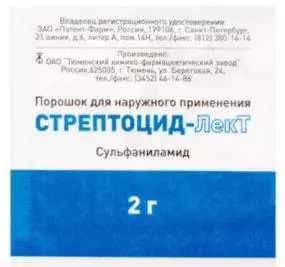 Владелец регистрационного удостоверения
ЗАО "Патент-Фарм", Россия, 199106, г. Санкт-Петербург,
21 линия, д.6, литер А, пом.16Н, тел./факс: (812) 380-14-14
Произведено:
ОАО "Тюменский химико-фармацевтический завод"
Россия,625005, г. Тюмень, ул. Береговая, 24,
тел./факс: (3452) 46-14-86
Порошок для наружного применения
СТРЕПТОЦИД-ЛекТ
Сульфаниламид
2 г